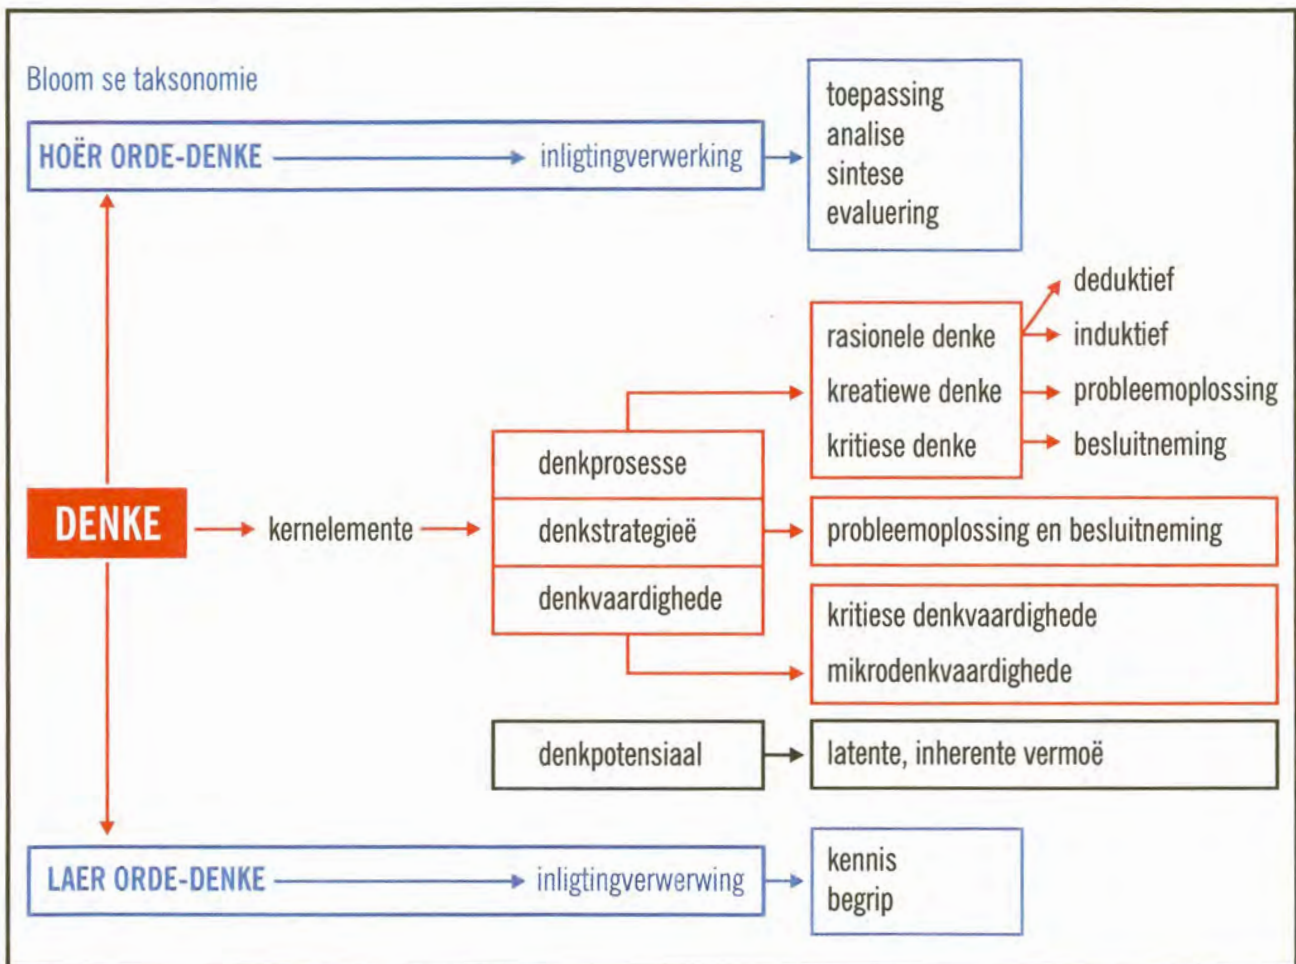 Bloom se taksonomie
HOËR ORDE-DENKE
inligtingverwerking
toepassing
analise
sintese
evaluering
rasionele denke
kreatiewe denke
kritiese denke
deduktief
induktief
probleemoplossing
besluitneming
DENKE
kernelemente
denkprosesse
denkstrategieë
denkvaardighede
probleemoplossing en besluitneming
kritiese denkvaardighede
mikrodenkvaardighede
denkpotensiaal
latente, inherente vermoë
LAER ORDE-DENKE
inligtingverwerwing
kennis
begrip